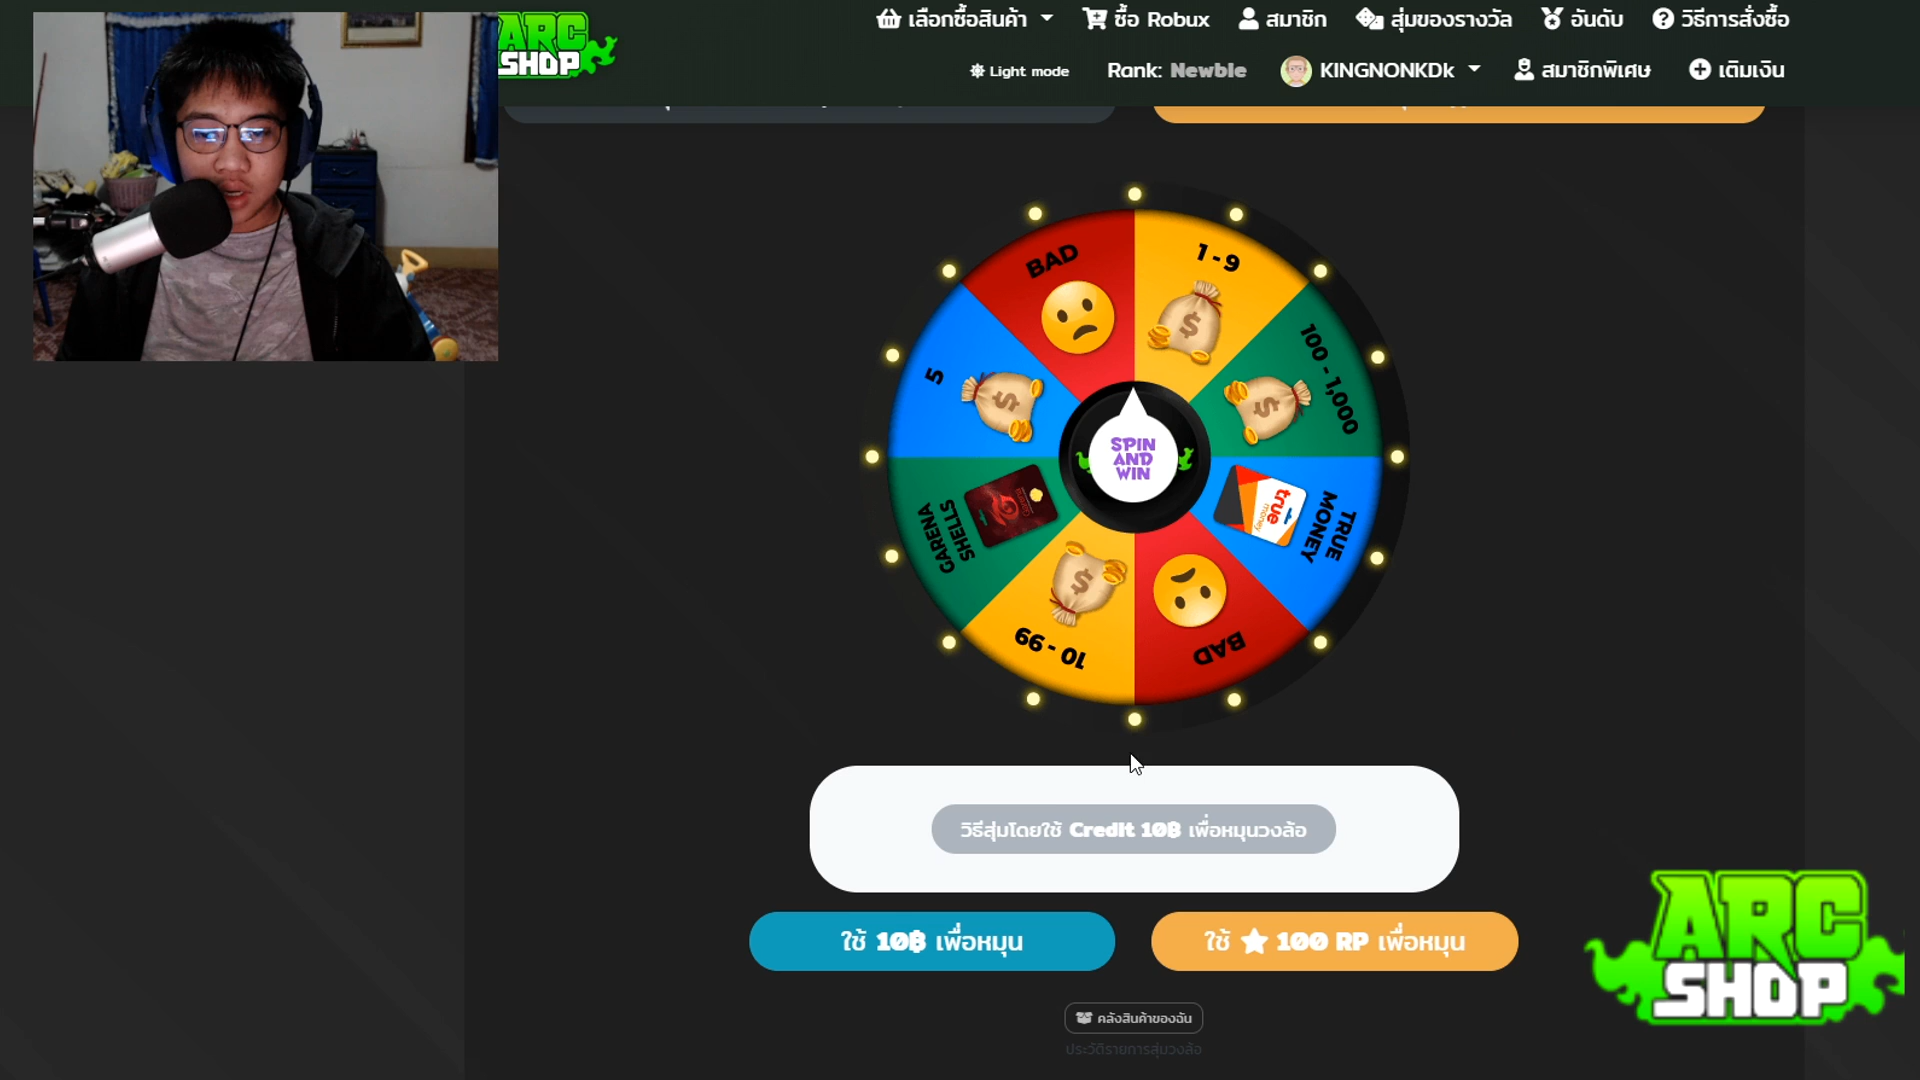 ARC
SHOP
เลือกซื้อสินค้า
ซื้อ Robux
สมาชิก
สุ่มของรางวัล
อันดับ
วิธีการสั่งซื้อ
Light mode
Rank: Newbie
KINGNONKDk
สมาชิกพิเศษ
เติมเงิน
BAD
1 - 9
5
100 - 1,000
SPIN
AND
WIN
GARENA
SHELLS
true
money
TRUE
MONEY
10 - 99
BAD
วิธีสุ่มโดยใช้ Credit 10฿ เพื่อหมุนวงล้อ
ใช้ 10฿ เพื่อหมุน
ใช้ ★ 100 RP เพื่อหมุน
คลังสินค้าของฉัน
ประวัติรายการสุ่มวงล้อ
ARC
SHOP